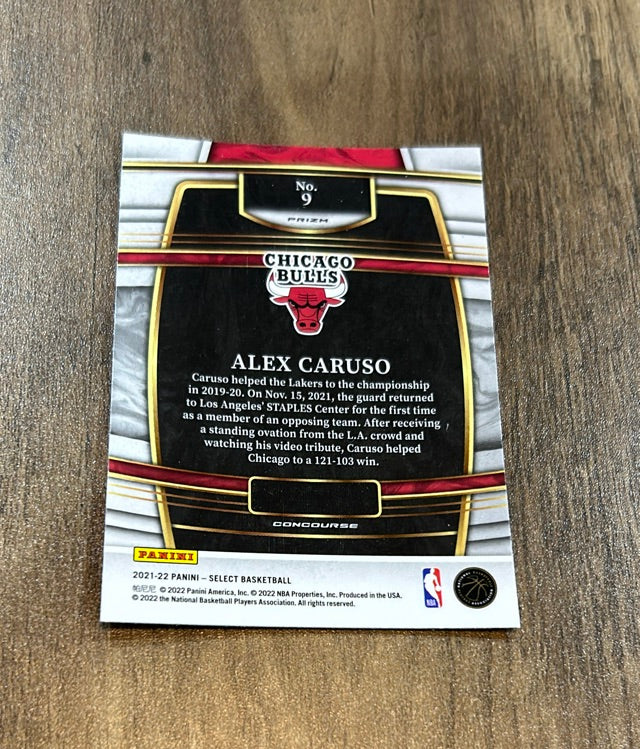 No.
9
PRIZM
CHICAGO
BULLS
ALEX CARUSO
Caruso helped the Lakers to the championship
in 2019-20. On Nov. 15, 2021, the guard returned
to Los Angeles' STAPLES Center for the first time
as a member of an opposing team. After receiving
a standing ovation from the L.A. crowd and
watching his video tribute, Caruso helped
Chicago to a 121-103 win.
CONCOURSE
PANINI
2021-22 PANINI – SELECT BASKETBALL
帕尼尼 © 2022 Panini America, Inc. © 2022 NBA Properties, Inc. Produced in the USA.
© 2022 the National Basketball Players Association. All rights reserved.
NBA